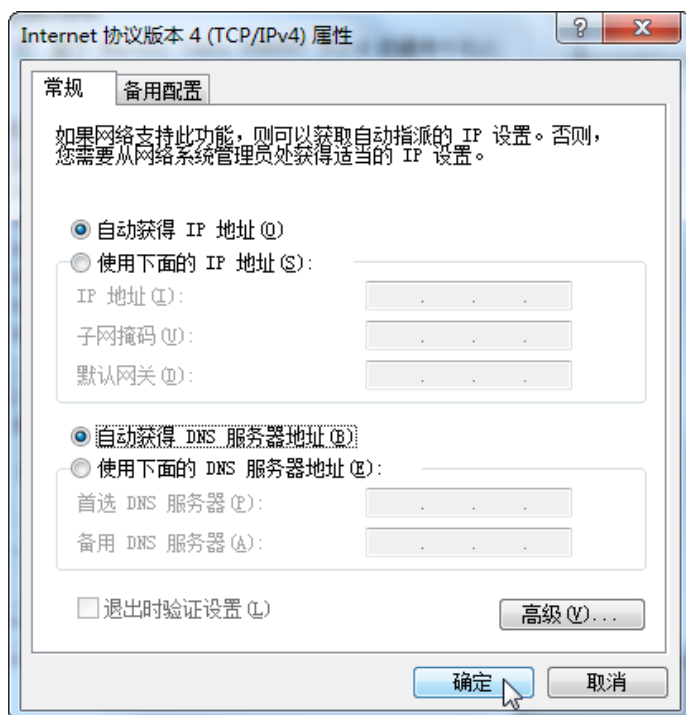 Internet 协议版本 4 (TCP/IPv4) 属性
常规
备用配置
如果网络支持此功能，则可以获取自动指派的 IP 设置。否则，
您需要从网络系统管理员处获得适当的 IP 设置。
自动获得 IP 地址(O)
使用下面的 IP 地址(S):
IP 地址(I):
子网掩码(U):
默认网关(D):
自动获得 DNS 服务器地址(B)
使用下面的 DNS 服务器地址(E):
首选 DNS 服务器(P):
备用 DNS 服务器(A):
退出时验证设置(L)
高级(V)...
确定
取消